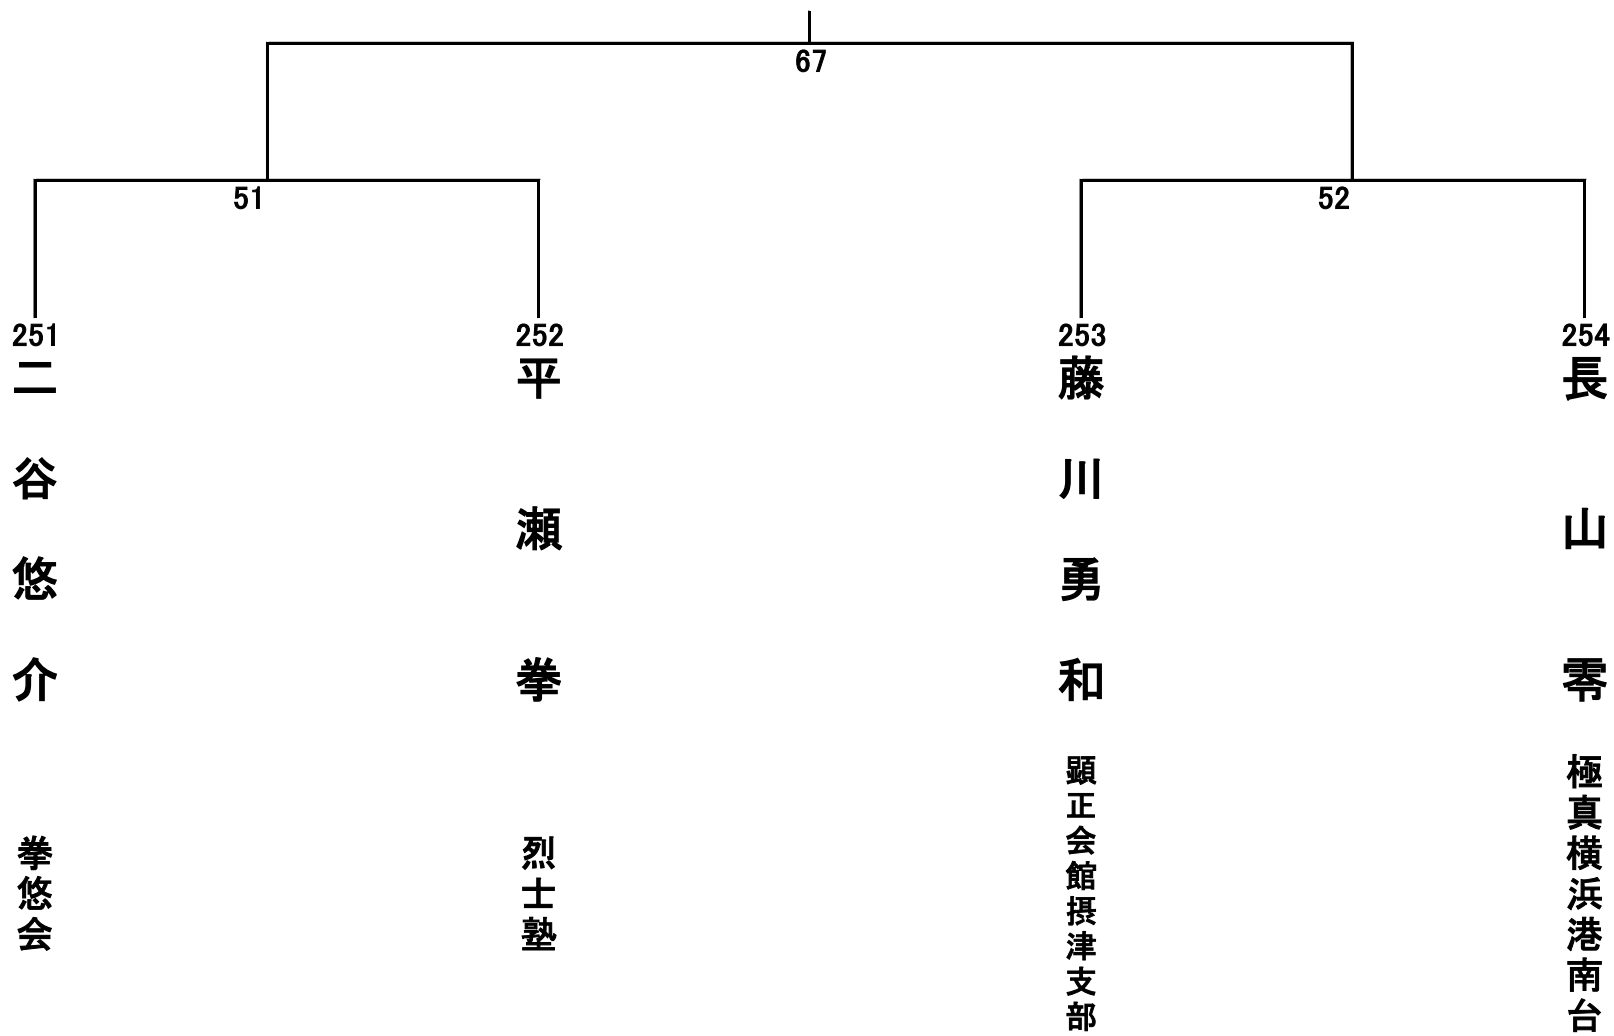 67
51
52
251
二谷悠介
拳悠会
252
平瀬拳
烈士塾
253
藤川勇和
顕正会館摂津支部
254
長山零
極真横浜港南台